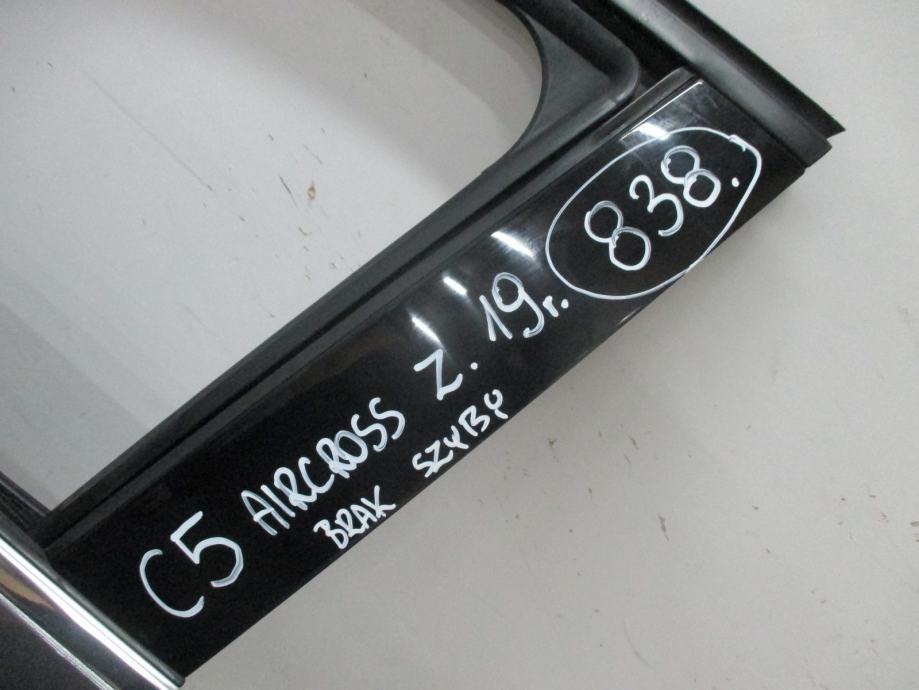 C5 AIRCROSS Z. 19r. 838.
BRAK SZYBY